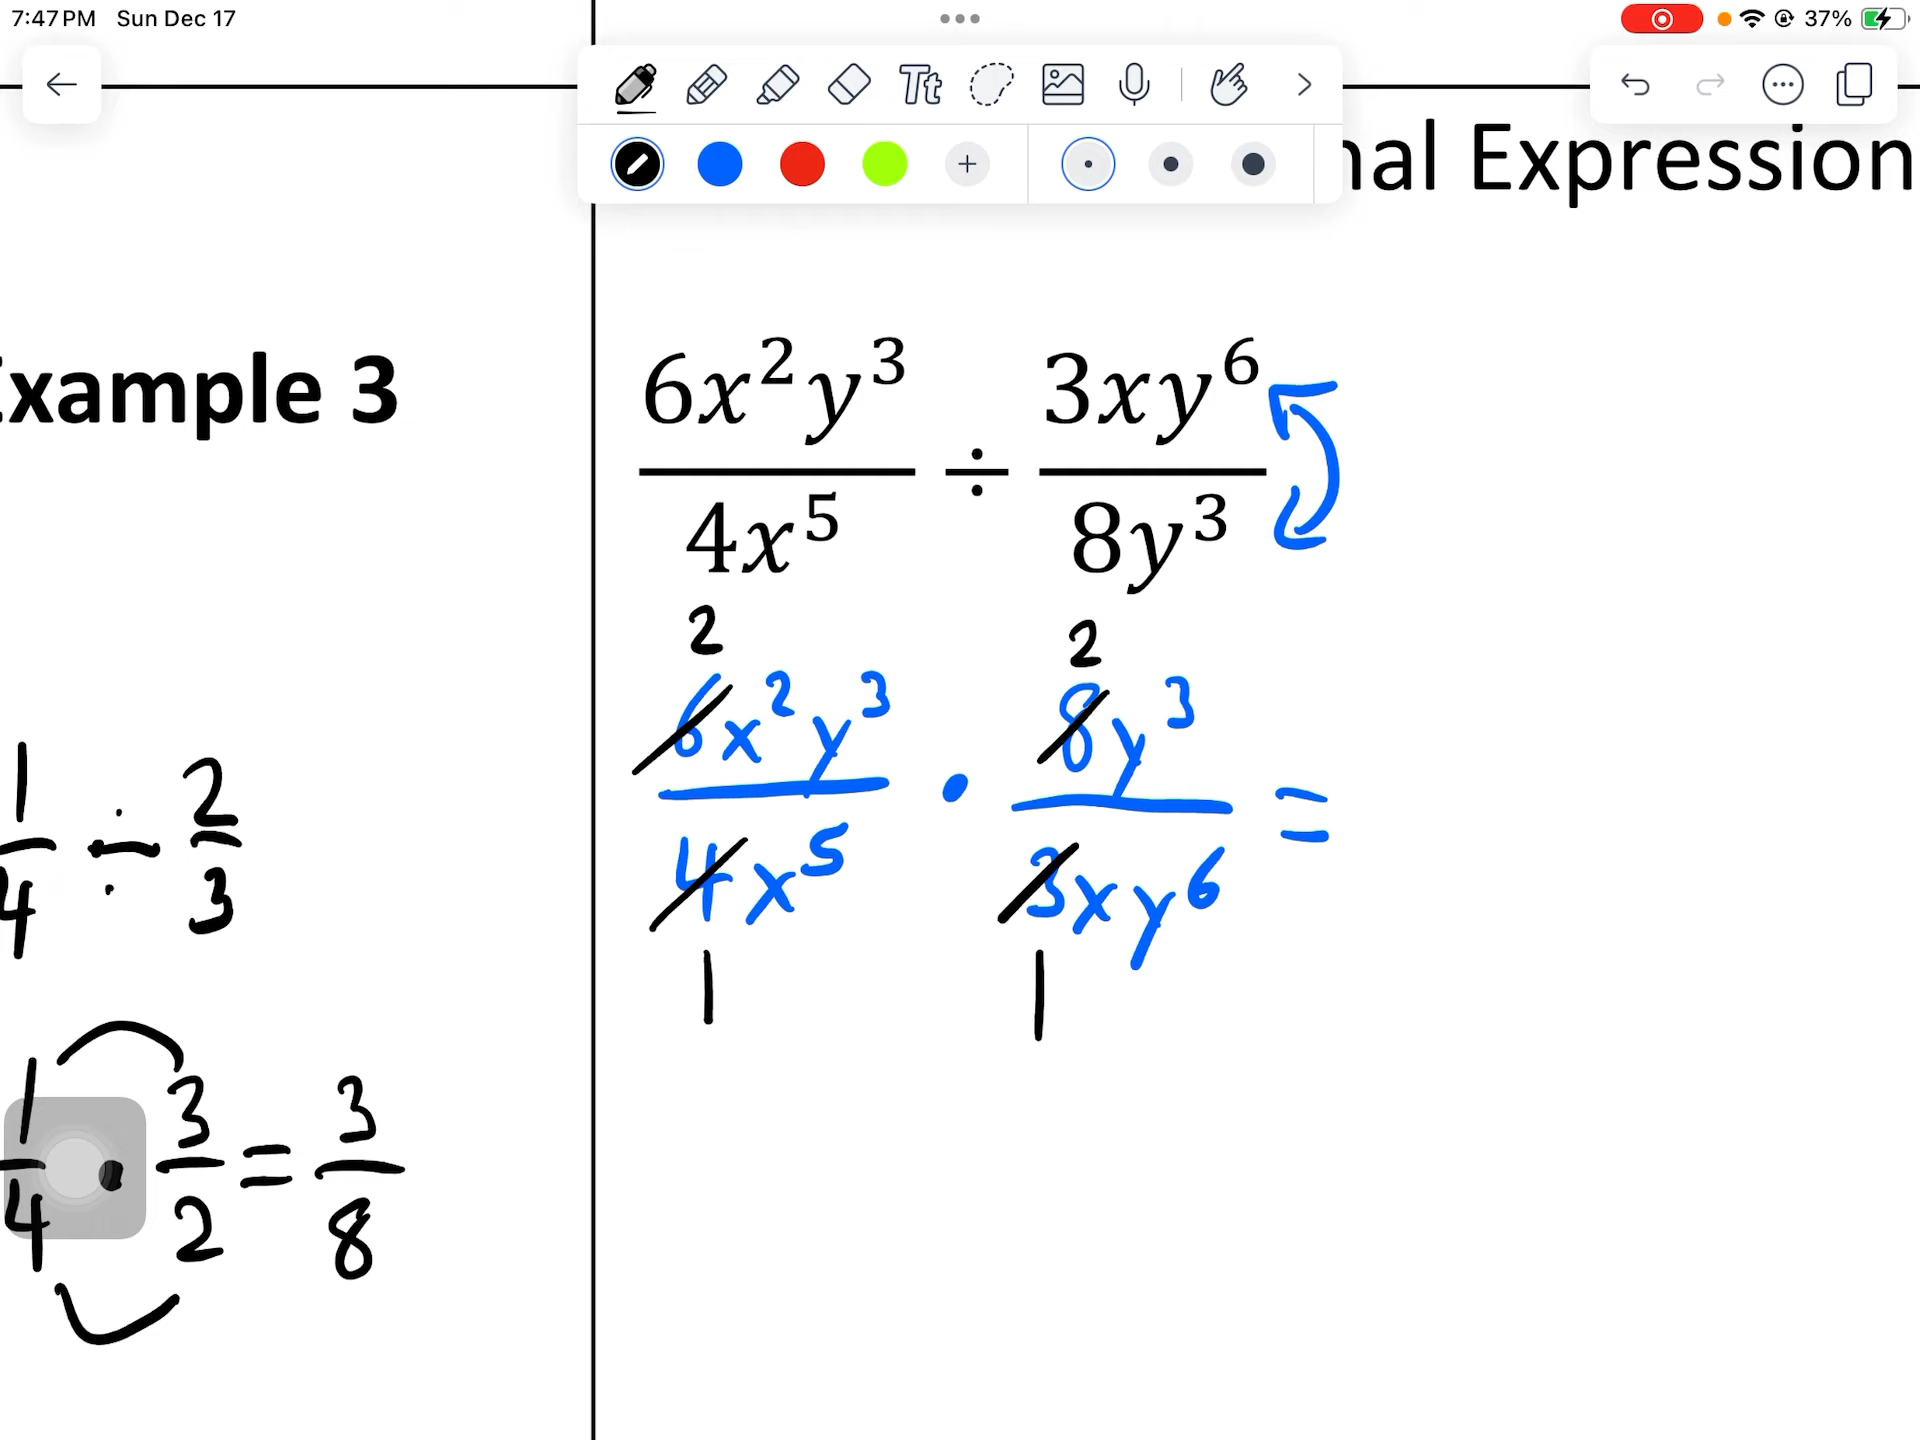 7:47 PM Sun Dec 17
37%
Tt
nal Expression
Example 3
6x²y³ / 4x⁵ ÷ 3xy⁶ / 8y³
2 2
6x²y³ / 4x⁵ · 8y³ / 3xy⁶ =
1 1
1/4 ÷ 2/3
1/4 · 3/2 = 3/8